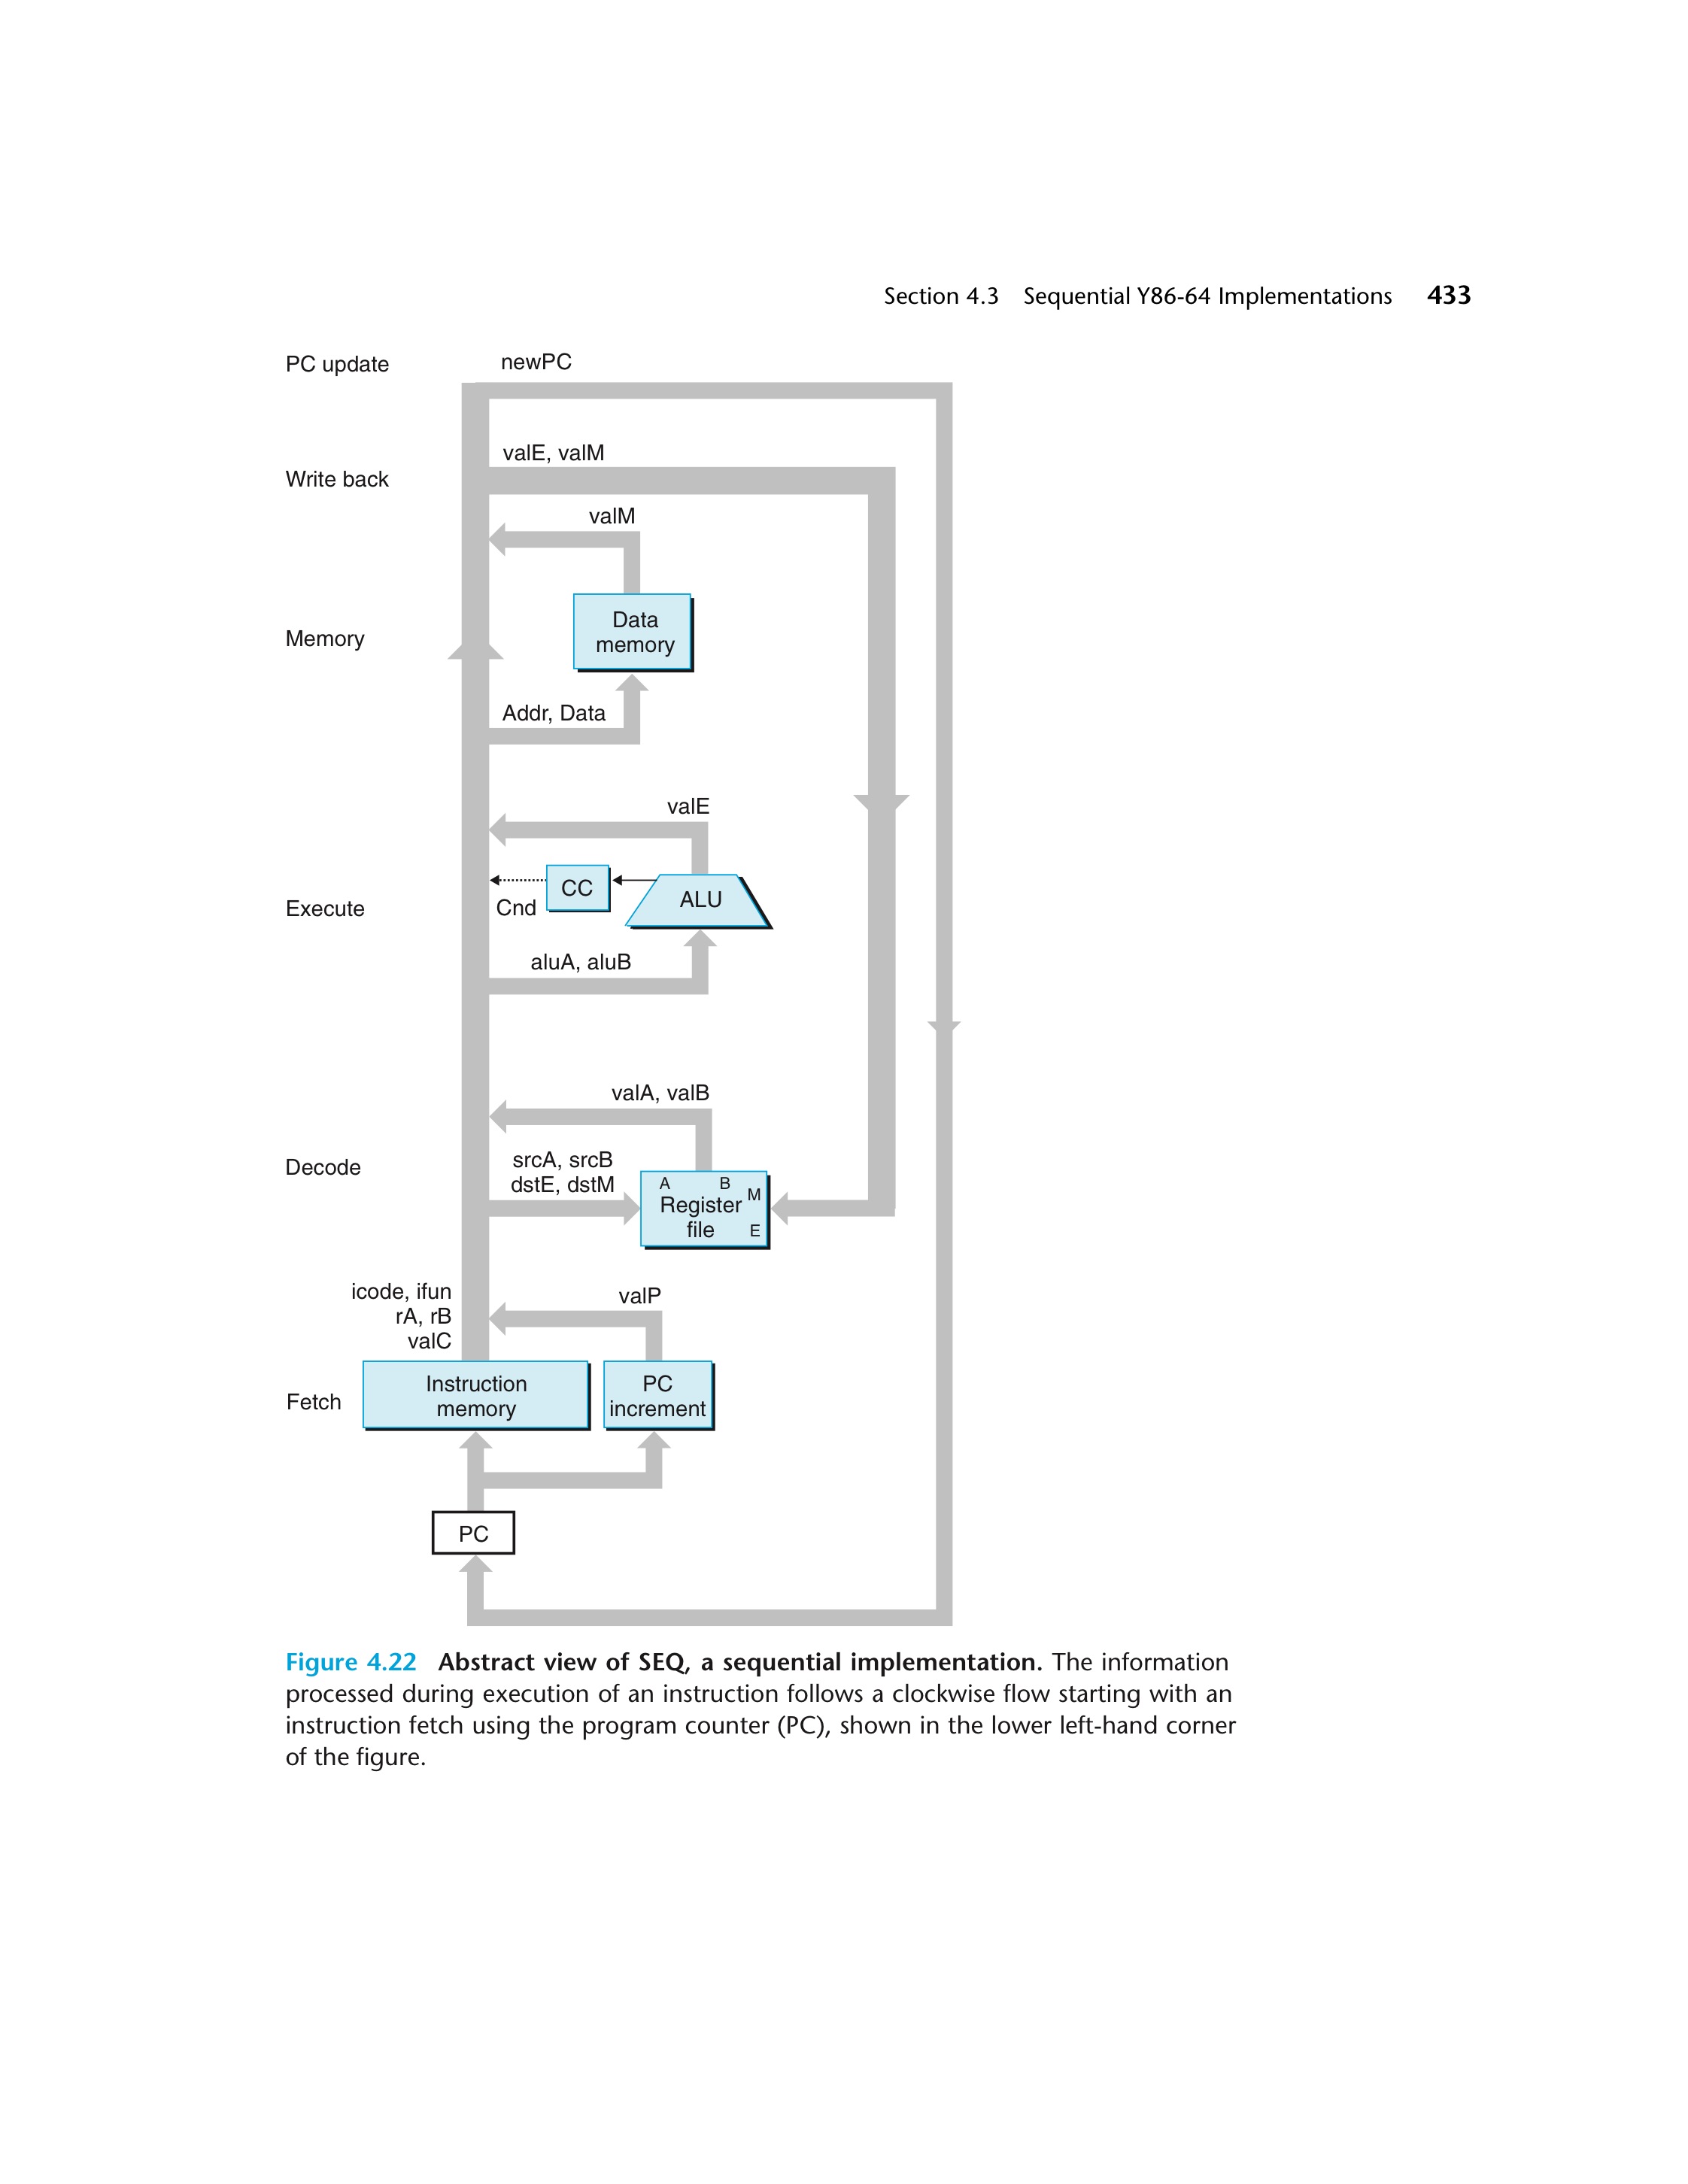 Section 4.3 Sequential Y86-64 Implementations 433
PC update
newPC
valE, valM
Write back
valM
Data
memory
Memory
Addr, Data
valE
CC
ALU
Cnd
Execute
aluA, aluB
valA, valB
Decode
srcA, srcB
dstE, dstM
A B
M
Register
file
E
icode, ifun
rA, rB
valC
valP
Fetch
Instruction
memory
PC
increment
PC
Figure 4.22 Abstract view of SEQ, a sequential implementation. The information
processed during execution of an instruction follows a clockwise flow starting with an
instruction fetch using the program counter (PC), shown in the lower left-hand corner
of the figure.